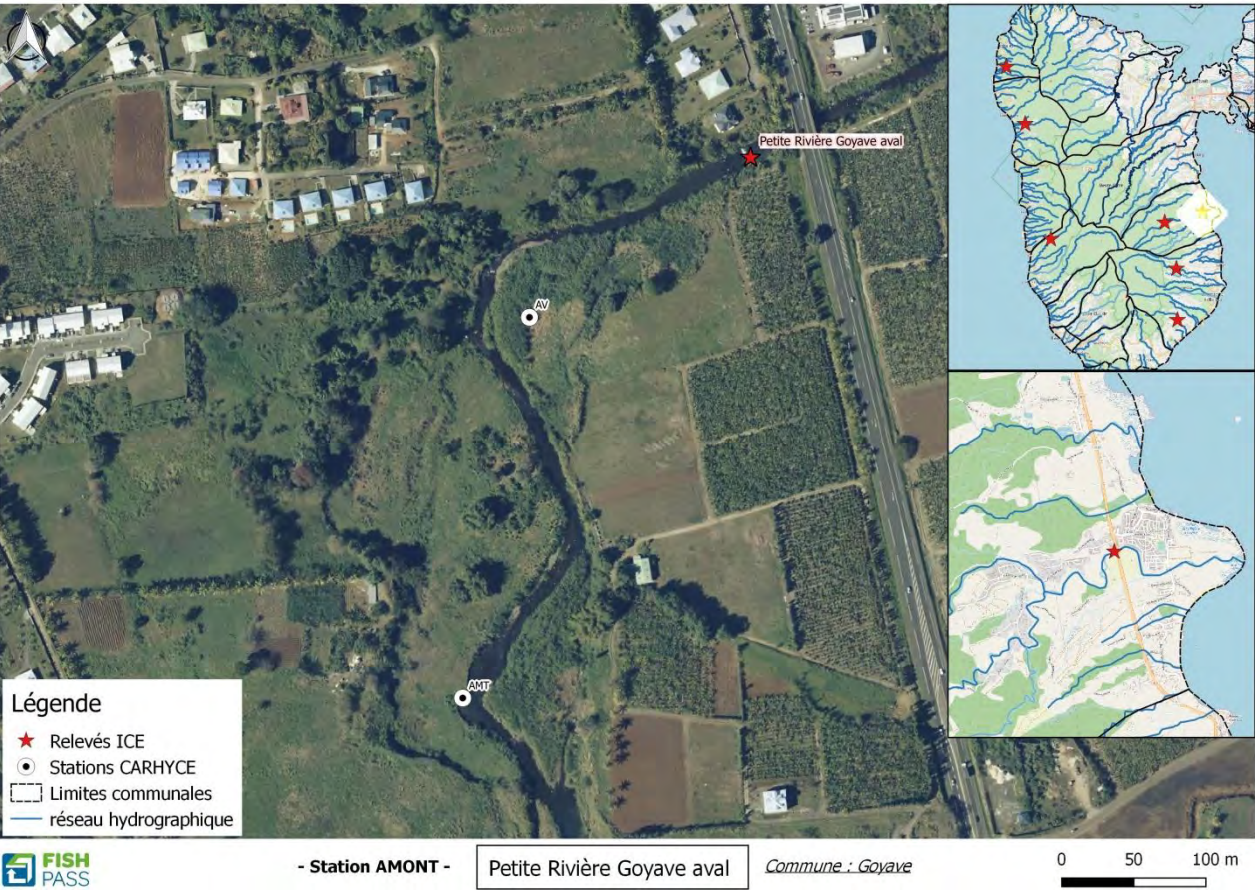 Petite Rivière Goyave aval
AV
AMT
Légende
Relevés ICE
Stations CARHYCE
Limites communales
réseau hydrographique
FISH
PASS
- Station AMONT -
Petite Rivière Goyave aval
Commune : Goyave
0 50 100 m